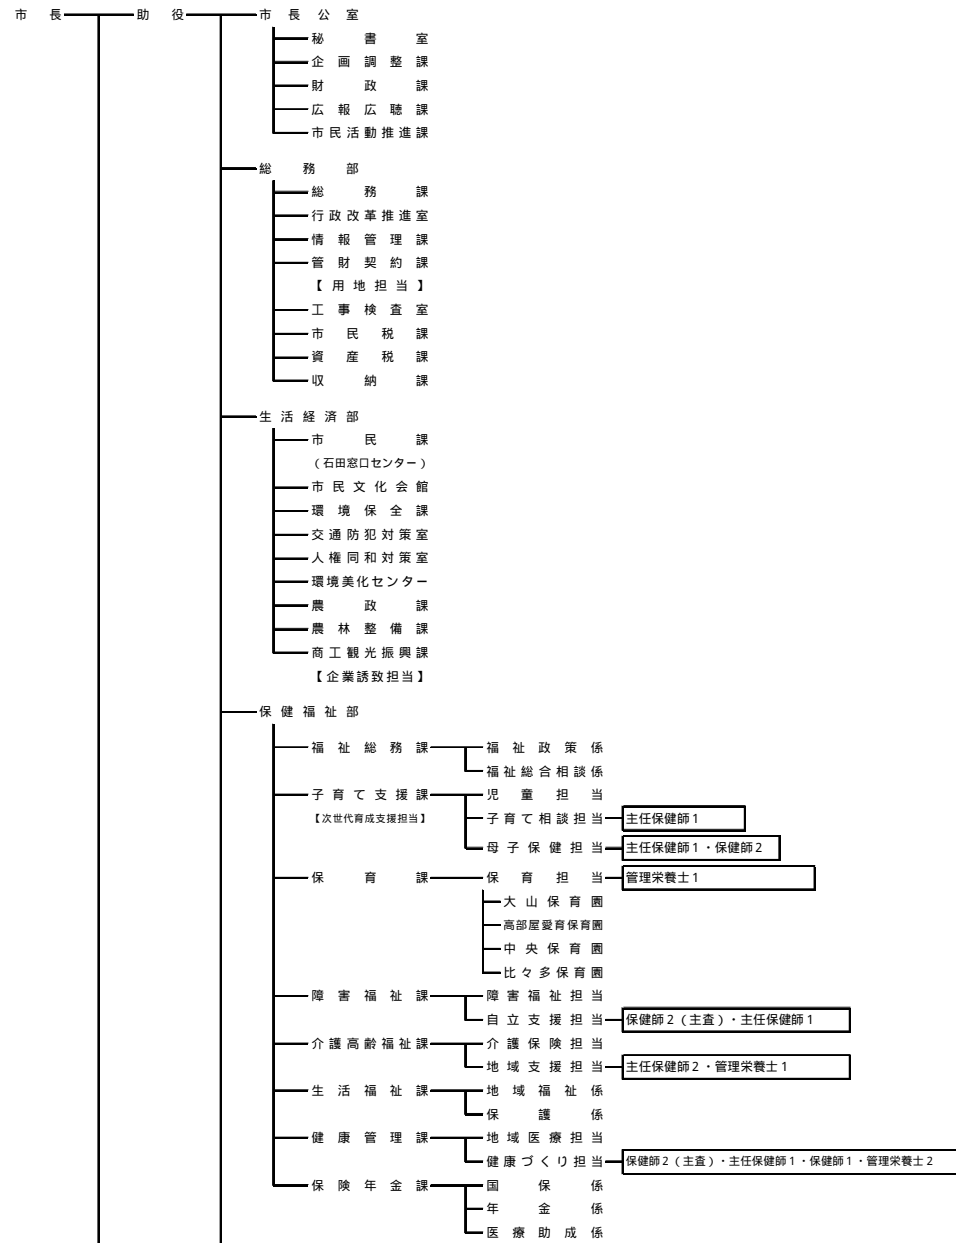 市長 助役 市長公室
秘書室
企画調整課
財政課
広報広聴課
市民活動推進課
総務部
総務課
行政改革推進室
情報管理課
管財契約課
【用地担当】
工事検査室
市民税課
資産税課
収納課
生活経済部
市民課
(石田窓口センター)
市民文化会館
環境保全課
交通防犯対策室
人権同和対策室
環境美化センター
農政課
農林整備課
商工観光振興課
【企業誘致担当】
保健福祉部
福祉総務課 福祉政策係
福祉総合相談係
子育て支援課 児童担当
【次世代育成支援担当】 子育て相談担当 主任保健師1
母子保健担当 主任保健師1・保健師2
保育課 保育担当 管理栄養士1
大山保育園
高部屋愛育保育園
中央保育園
比々多保育園
障害福祉課 障害福祉担当
自立支援担当 保健師2(主査)・主任保健師1
介護高齢福祉課 介護保険担当
地域支援担当 主任保健師2・管理栄養士1
生活福祉課 地域福祉係
保護係
健康管理課 地域医療担当
健康づくり担当 保健師2(主査)・主任保健師1・保健師1・管理栄養士2
保険年金課 国保係
年金係
医療助成係